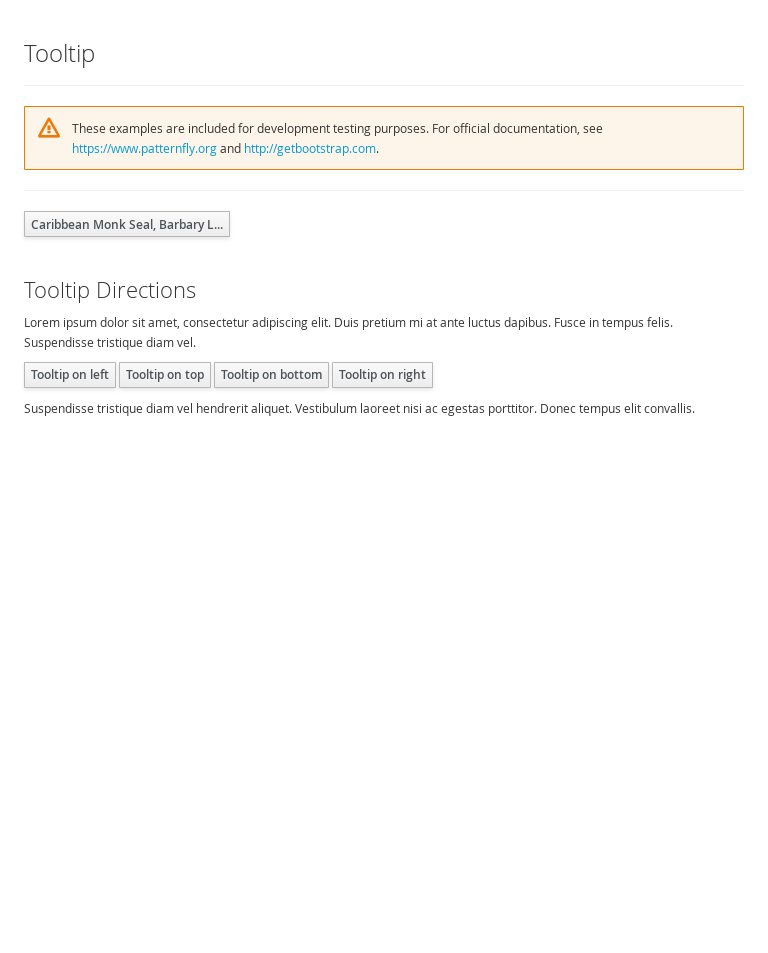 Tooltip
These examples are included for development testing purposes. For official documentation, see
https://www.patternfly.org and http://getbootstrap.com.
Caribbean Monk Seal, Barbary L...
Tooltip Directions
Lorem ipsum dolor sit amet, consectetur adipiscing elit. Duis pretium mi at ante luctus dapibus. Fusce in tempus felis.
Suspendisse tristique diam vel.
Tooltip on left Tooltip on top Tooltip on bottom Tooltip on right
Suspendisse tristique diam vel hendrerit aliquet. Vestibulum laoreet nisi ac egestas porttitor. Donec tempus elit convallis.